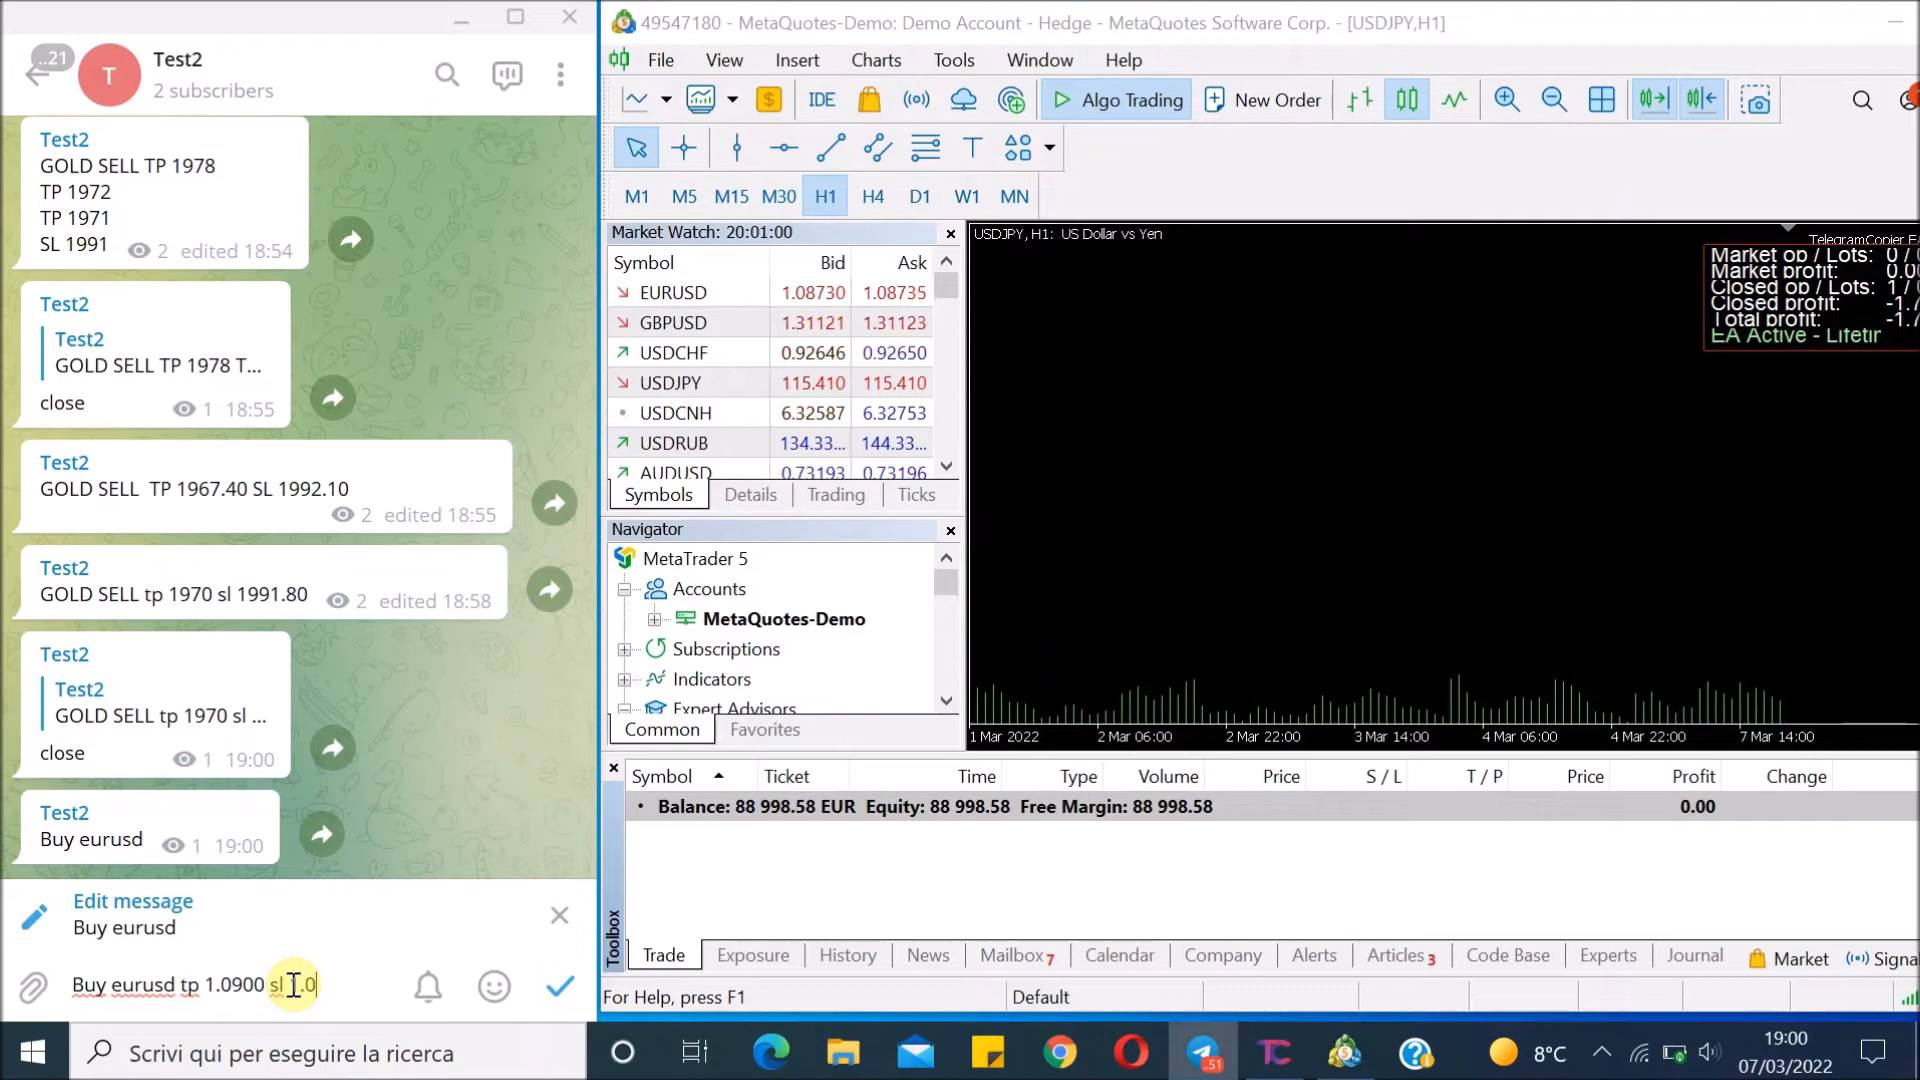 ..21
T
Test2
2 subscribers
Test2
GOLD SELL TP 1978
TP 1972
TP 1971
SL 1991
2 edited 18:54
Test2
Test2
GOLD SELL TP 1978 T...
close
1 18:55
Test2
GOLD SELL  TP 1967.40 SL 1992.10
2 edited 18:55
Test2
GOLD SELL tp 1970 sl 1991.80
2 edited 18:58
Test2
Test2
GOLD SELL tp 1970 sl ...
close
1 19:00
Test2
Buy eurusd
1 19:00
Edit message
Buy eurusd
Buy eurusd tp 1.0900 sl .0
49547180 - MetaQuotes-Demo: Demo Account - Hedge - MetaQuotes Software Corp. - [USDJPY,H1]
File View Insert Charts Tools Window Help
IDE Algo Trading New Order
M1 M5 M15 M30 H1 H4 D1 W1 MN
Market Watch: 20:01:00
Symbol Bid Ask
EURUSD 1.08730 1.08735
GBPUSD 1.31121 1.31123
USDCHF 0.92646 0.92650
USDJPY 115.410 115.410
USDCNH 6.32587 6.32753
USDRUB 134.33... 144.33...
AUDUSD 0.73193 0.73196
Symbols Details Trading Ticks
Navigator
MetaTrader 5
Accounts
MetaQuotes-Demo
Subscriptions
Indicators
Expert Advisors
Common Favorites
USDJPY, H1: US Dollar vs Yen
TelegramCopier EA
Market op / Lots: 0 /
Market profit: 0.00
Closed op / Lots: 1 /
Closed profit: -1.
Total profit: -1.
EA Active - Lifetir
1 Mar 2022 2 Mar 06:00 2 Mar 22:00 3 Mar 14:00 4 Mar 06:00 4 Mar 22:00 7 Mar 14:00
Symbol Ticket Time Type Volume Price S / L T / P Price Profit Change
Balance: 88 998.58 EUR Equity: 88 998.58 Free Margin: 88 998.58 0.00
Toolbox
Trade Exposure History News Mailbox 7 Calendar Company Alerts Articles 3 Code Base Experts Journal Market Signa
For Help, press F1 Default
Scrivi qui per eseguire la ricerca
TC
..51
8°C
19:00
07/03/2022